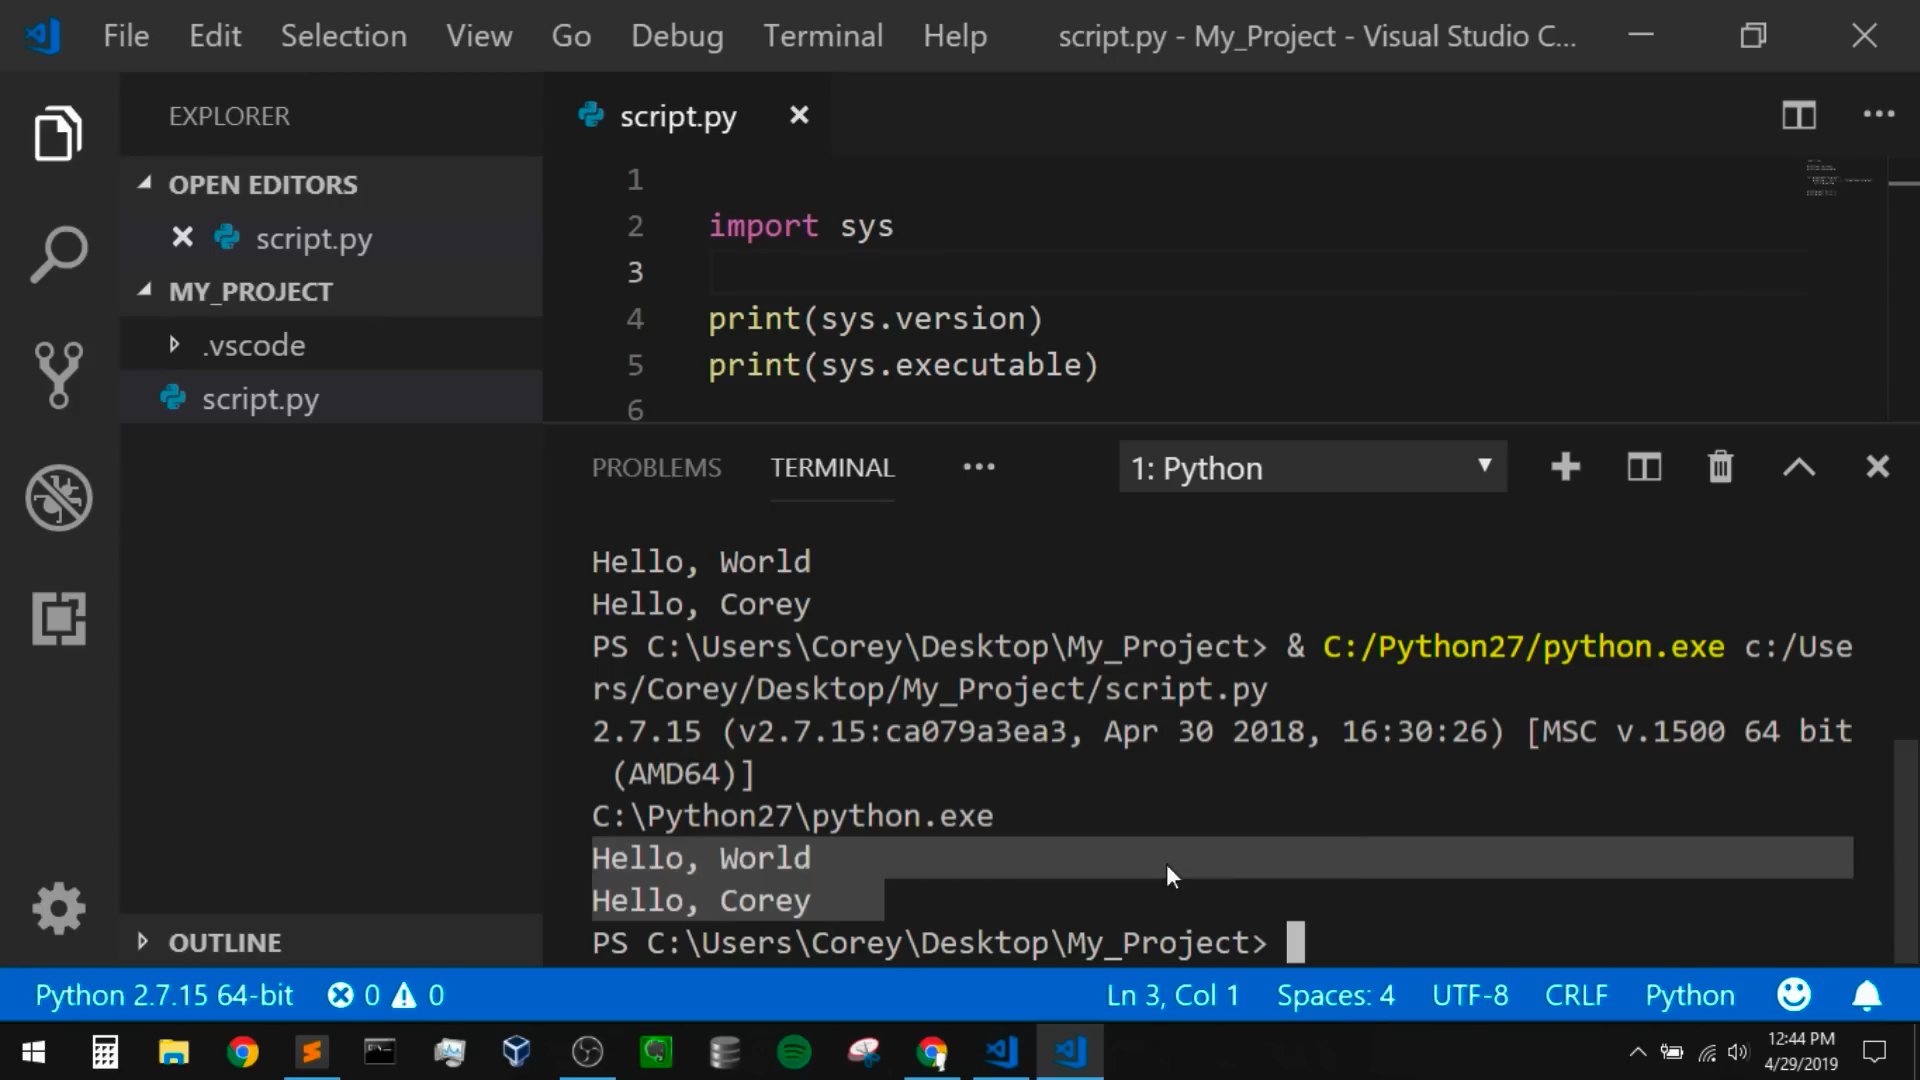 File Edit Selection View Go Debug Terminal Help script.py - My_Project - Visual Studio C...
EXPLORER
OPEN EDITORS
script.py
MY_PROJECT
.vscode
script.py
OUTLINE
script.py
1
2 import sys
3
4 print(sys.version)
5 print(sys.executable)
6
PROBLEMS TERMINAL ... 1: Python
Hello, World
Hello, Corey
PS C:\Users\Corey\Desktop\My_Project> & C:/Python27/python.exe c:/Use
rs/Corey/Desktop/My_Project/script.py
2.7.15 (v2.7.15:ca079a3ea3, Apr 30 2018, 16:30:26) [MSC v.1500 64 bit
(AMD64)]
C:\Python27\python.exe
Hello, World
Hello, Corey
PS C:\Users\Corey\Desktop\My_Project>
Python 2.7.15 64-bit 0 0 Ln 3, Col 1 Spaces: 4 UTF-8 CRLF Python
12:44 PM
4/29/2019